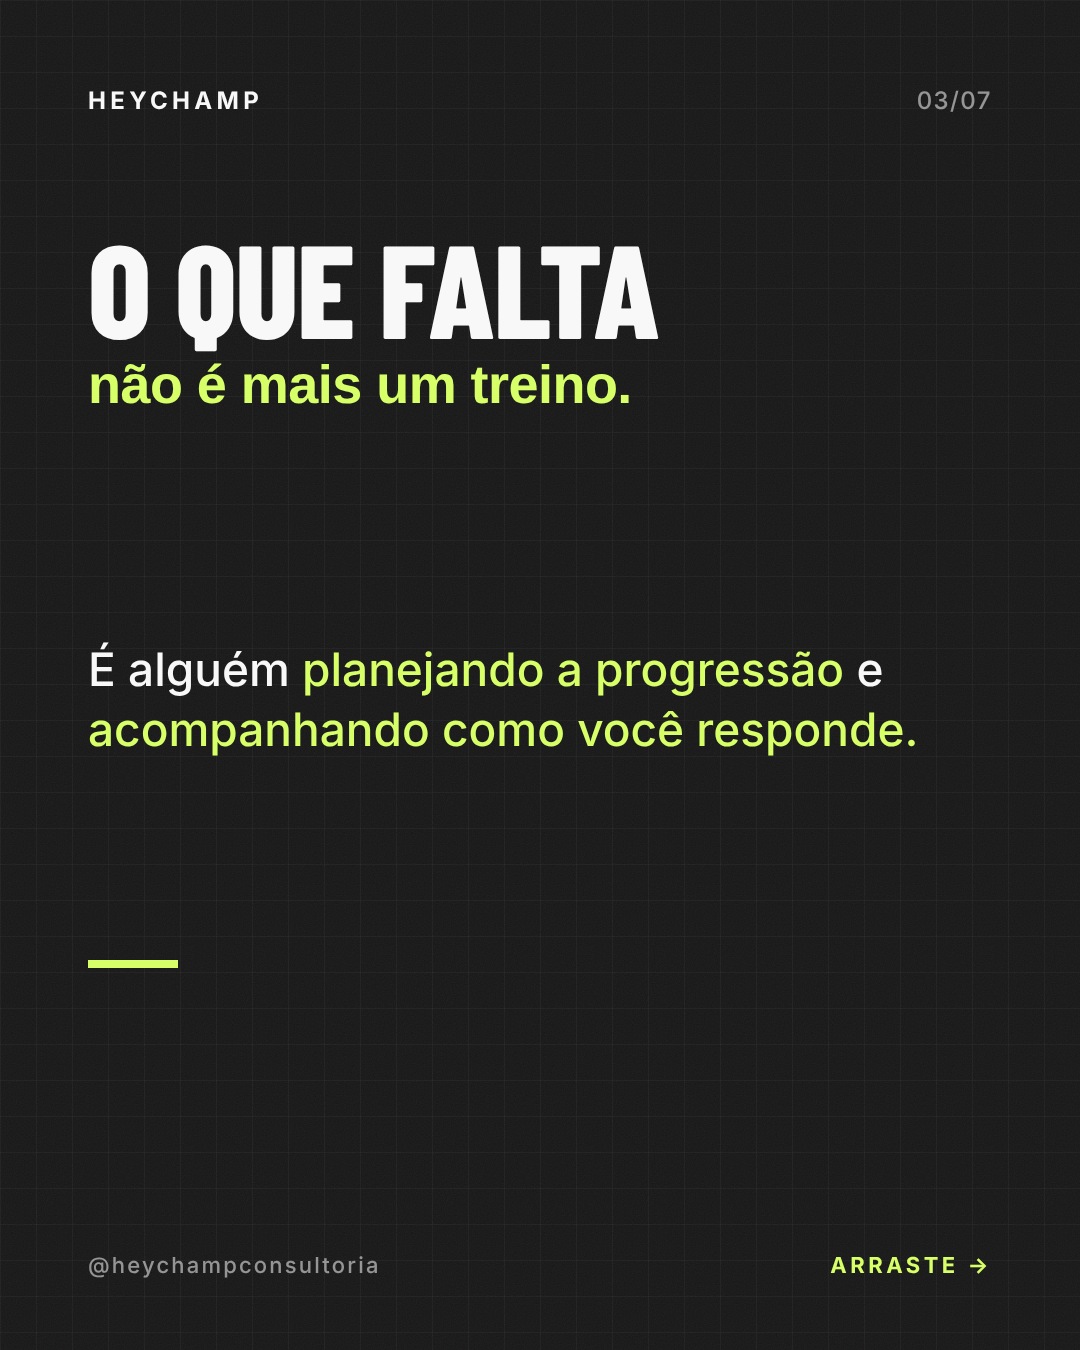 HEYCHAMP
03/07
O QUE FALTA
não é mais um treino.
É alguém planejando a progressão e
acompanhando como você responde.
@heychampconsultoria
ARRASTE →